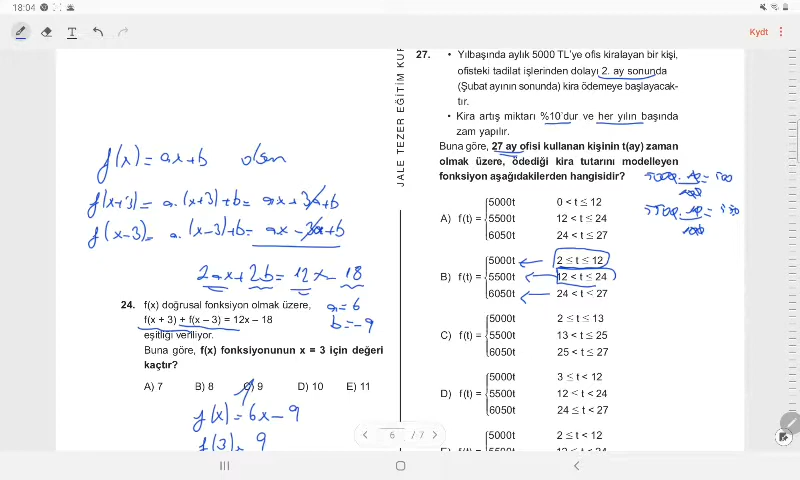 18:04
T
Kydt
JALE TEZER EĞİTİM KUR
f(x) = ax+b olsn
f(x+3) = a.(x+3)+b = ax+3a+b
f(x-3) = a.(x-3)+b = ax-3a+b
2ax+2b = 12x-18
a=6
b=-9
24. f(x) doğrusal fonksiyon olmak üzere,
f(x + 3) + f(x – 3) = 12x – 18
eşitliği veriliyor.
Buna göre, f(x) fonksiyonunun x = 3 için değeri
kaçtır?
A) 7 B) 8 C) 9 D) 10 E) 11
f(x) = 6x-9
f(3) = 9
27. • Yılbaşında aylık 5000 TL'ye ofis kiralayan bir kişi,
ofisteki tadilat işlerinden dolayı 2. ay sonunda
(Şubat ayının sonunda) kira ödemeye başlayacak-
tır.
• Kira artış miktarı %10'dur ve her yılın başında
zam yapılır.
Buna göre, 27 ay ofisi kullanan kişinin t(ay) zaman
olmak üzere, ödediği kira tutarını modelleyen
fonksiyon aşağıdakilerden hangisidir?
A) f(t) = 5000t 0 < t ≤ 12
5500t 12 < t ≤ 24
6050t 24 < t ≤ 27
B) f(t) = 5000t 2 ≤ t ≤ 12
5500t 12 < t ≤ 24
6050t 24 < t ≤ 27
C) f(t) = 5000t 2 ≤ t ≤ 13
5500t 13 < t ≤ 25
6050t 25 < t ≤ 27
D) f(t) = 5000t 3 ≤ t < 12
5500t 12 < t < 24
6050t 24 ≤ t < 27
5000t 2 ≤ t < 12
6 / 7